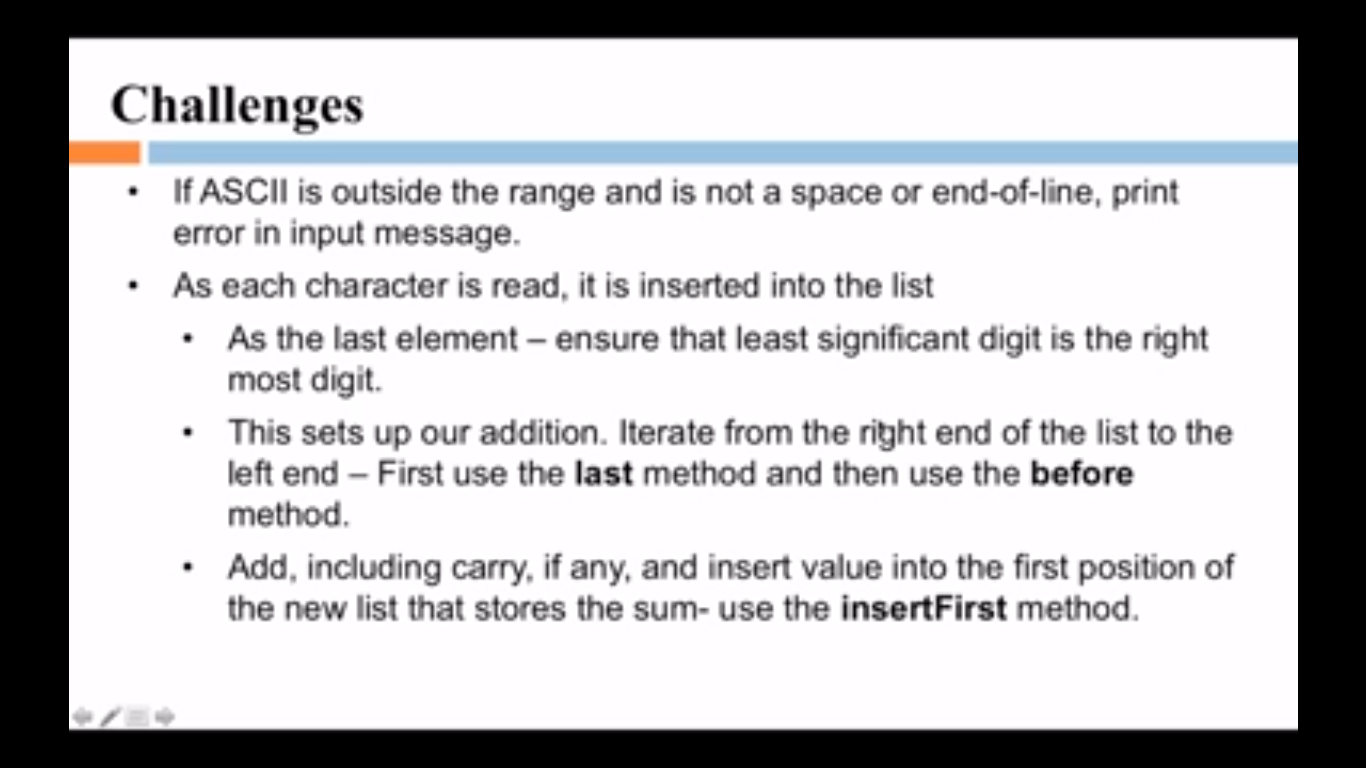 Challenges
• If ASCII is outside the range and is not a space or end-of-line, print
error in input message.
• As each character is read, it is inserted into the list
• As the last element – ensure that least significant digit is the right
most digit.
• This sets up our addition. Iterate from the right end of the list to the
left end – First use the last method and then use the before
method.
• Add, including carry, if any, and insert value into the first position of
the new list that stores the sum- use the insertFirst method.